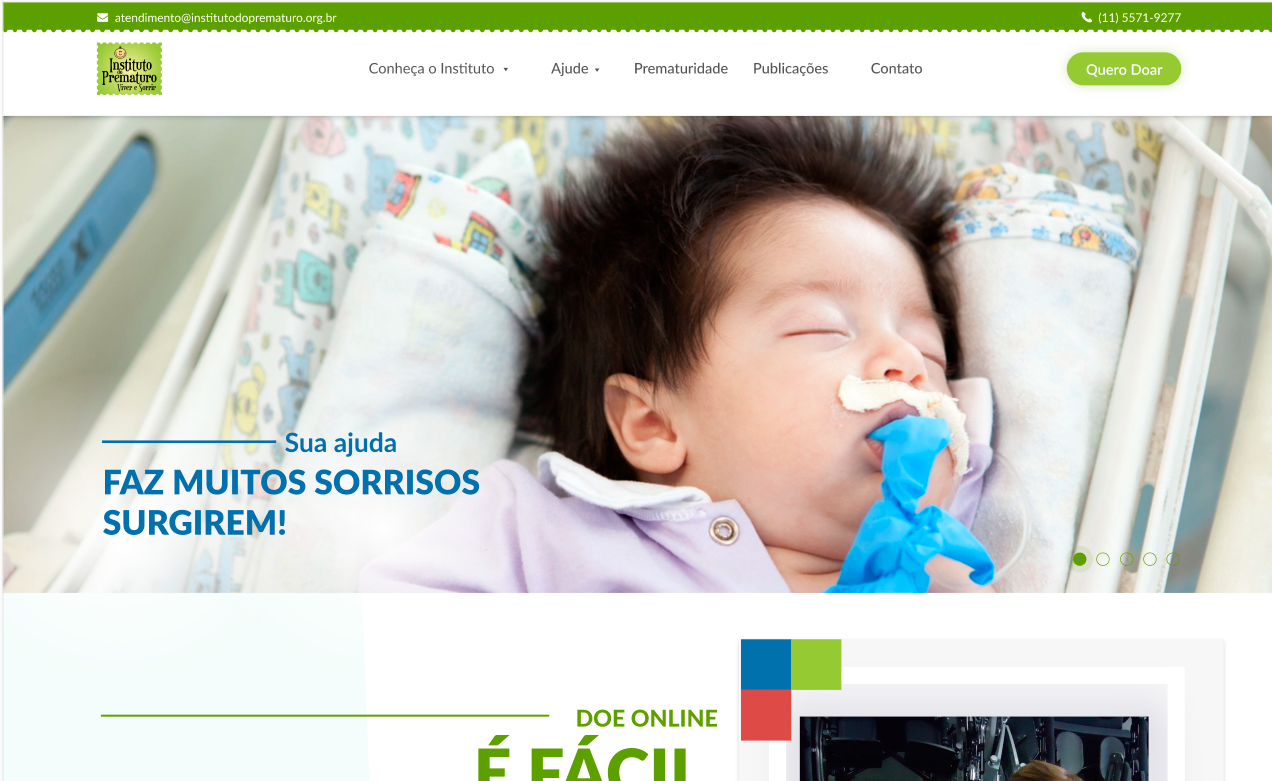 atendimento@institutodoprematuro.org.br
(11) 5571-9277
Instituto
do
Prematuro
Viver e Sorrir
Conheça o Instituto
Ajude
Prematuridade
Publicações
Contato
Quero Doar
Sua ajuda
FAZ MUITOS SORRISOS
SURGIREM!
DOE ONLINE
É FÁCIL